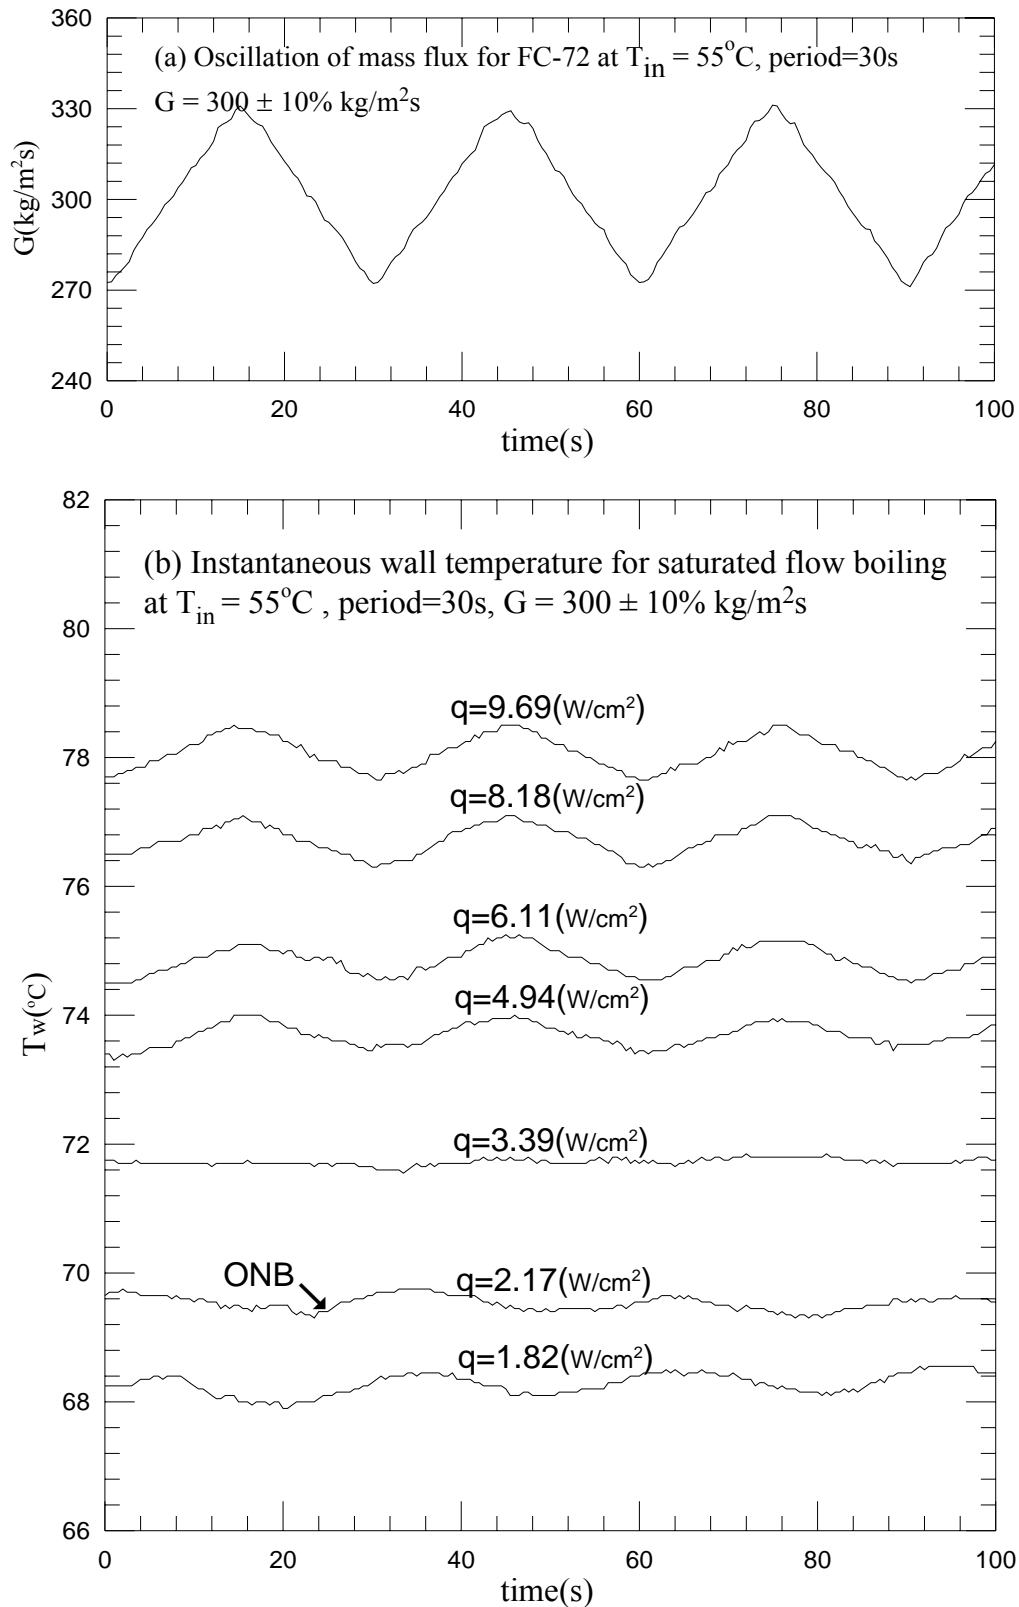 360
330
300
270
240
G(kg/m²s)
(a) Oscillation of mass flux for FC-72 at Tin = 55°C, period=30s
G = 300 ± 10% kg/m²s
0 20 40 60 80 100
time(s)
82
80
78
76
74
72
70
68
66
Tw(°C)
(b) Instantaneous wall temperature for saturated flow boiling
at Tin = 55°C , period=30s, G = 300 ± 10% kg/m²s
q=9.69(W/cm²)
q=8.18(W/cm²)
q=6.11(W/cm²)
q=4.94(W/cm²)
q=3.39(W/cm²)
ONB
q=2.17(W/cm²)
q=1.82(W/cm²)
0 20 40 60 80 100
time(s)